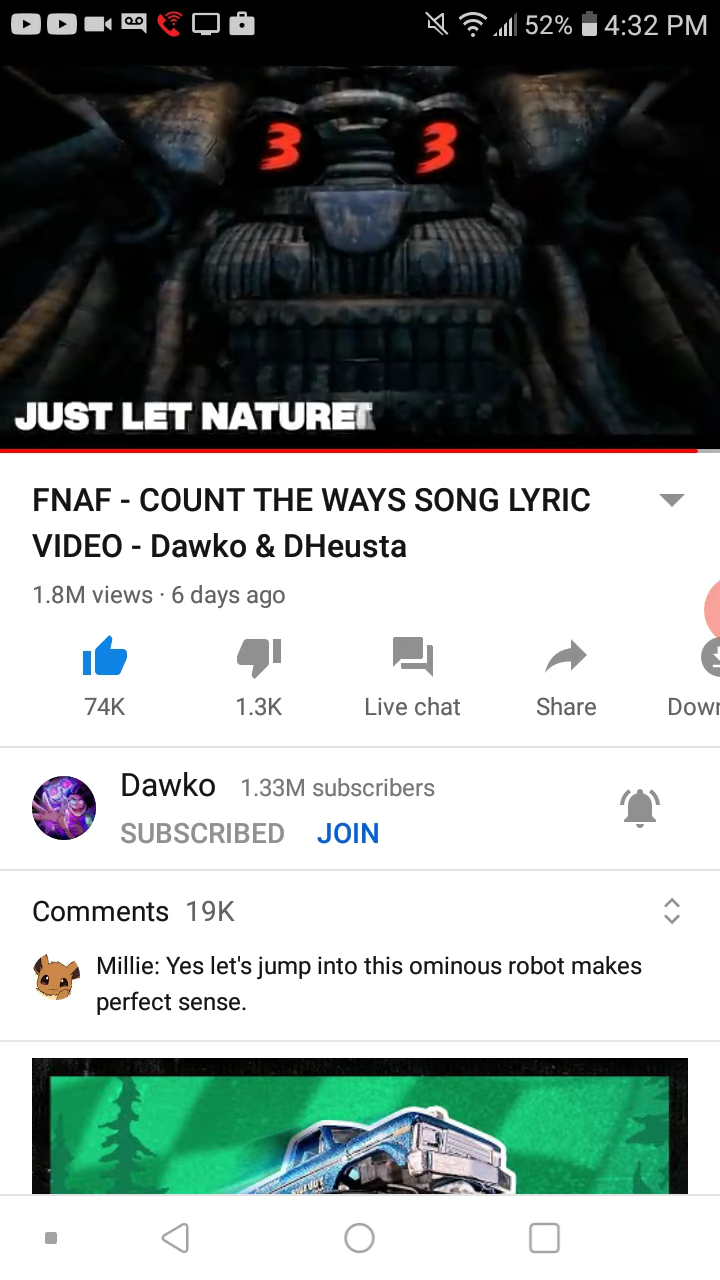 52% 4:32 PM
3 3
JUST LET NATURE
FNAF - COUNT THE WAYS SONG LYRIC
VIDEO - Dawko & DHeusta
1.8M views · 6 days ago
74K 1.3K Live chat Share Down
Dawko 1.33M subscribers
SUBSCRIBED JOIN
Comments 19K
Millie: Yes let's jump into this ominous robot makes
perfect sense.